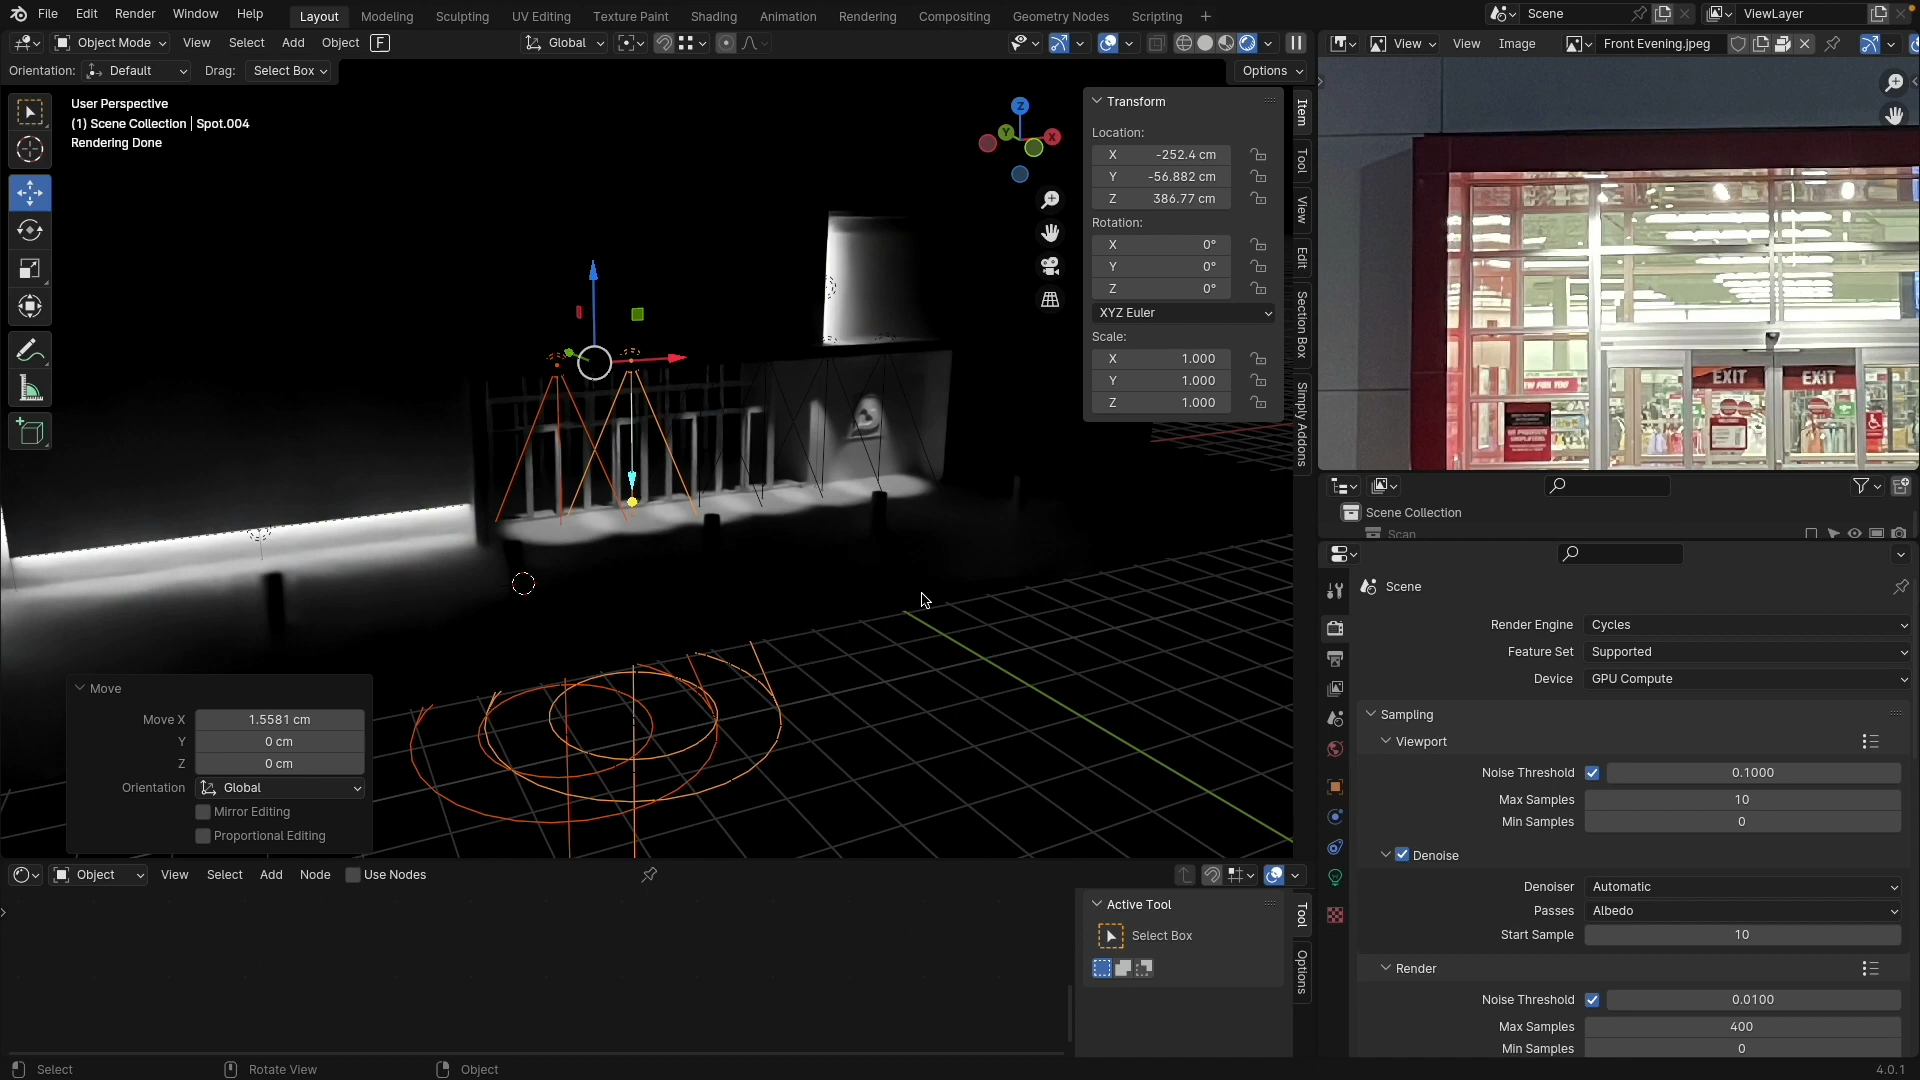 File Edit Render Window Help
Layout Modeling Sculpting UV Editing Texture Paint Shading Animation Rendering Compositing Geometry Nodes Scripting +
Scene
ViewLayer
Object Mode View Select Add Object F
Global
View View Image Front Evening.jpeg
Orientation: Default Drag: Select Box
Options
User Perspective
(1) Scene Collection | Spot.004
Rendering Done
Z
Y
X
Transform
Location:
X -252.4 cm
Y -56.882 cm
Z 386.77 cm
Rotation:
X 0°
Y 0°
Z 0°
XYZ Euler
Scale:
X 1.000
Y 1.000
Z 1.000
Item
Tool
View
Edit
Section Box
Simply Addons
EXIT EXIT
Scene Collection
Scan
Scene
Render Engine Cycles
Feature Set Supported
Device GPU Compute
Sampling
Viewport
Noise Threshold 0.1000
Max Samples 10
Min Samples 0
Denoise
Denoiser Automatic
Passes Albedo
Start Sample 10
Render
Noise Threshold 0.0100
Max Samples 400
Min Samples 0
Move
Move X 1.5581 cm
Y 0 cm
Z 0 cm
Orientation Global
Mirror Editing
Proportional Editing
Object View Select Add Node Use Nodes
Active Tool
Select Box
Tool
Options
Select Rotate View Object
4.0.1